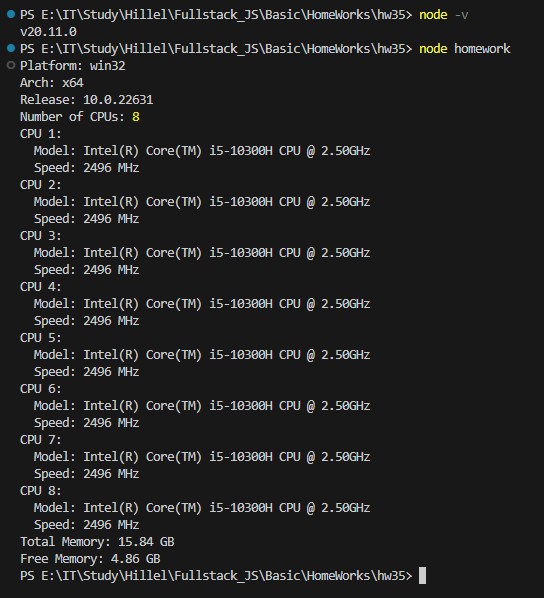 PS E:\IT\Study\Hillel\Fullstack_JS\Basic\HomeWorks\hw35> node -v
v20.11.0
PS E:\IT\Study\Hillel\Fullstack_JS\Basic\HomeWorks\hw35> node homework
Platform: win32
Arch: x64
Release: 10.0.22631
Number of CPUs: 8
CPU 1:
  Model: Intel(R) Core(TM) i5-10300H CPU @ 2.50GHz
  Speed: 2496 MHz
CPU 2:
  Model: Intel(R) Core(TM) i5-10300H CPU @ 2.50GHz
  Speed: 2496 MHz
CPU 3:
  Model: Intel(R) Core(TM) i5-10300H CPU @ 2.50GHz
  Speed: 2496 MHz
CPU 4:
  Model: Intel(R) Core(TM) i5-10300H CPU @ 2.50GHz
  Speed: 2496 MHz
CPU 5:
  Model: Intel(R) Core(TM) i5-10300H CPU @ 2.50GHz
  Speed: 2496 MHz
CPU 6:
  Model: Intel(R) Core(TM) i5-10300H CPU @ 2.50GHz
  Speed: 2496 MHz
CPU 7:
  Model: Intel(R) Core(TM) i5-10300H CPU @ 2.50GHz
  Speed: 2496 MHz
CPU 8:
  Model: Intel(R) Core(TM) i5-10300H CPU @ 2.50GHz
  Speed: 2496 MHz
Total Memory: 15.84 GB
Free Memory: 4.86 GB
PS E:\IT\Study\Hillel\Fullstack_JS\Basic\HomeWorks\hw35>